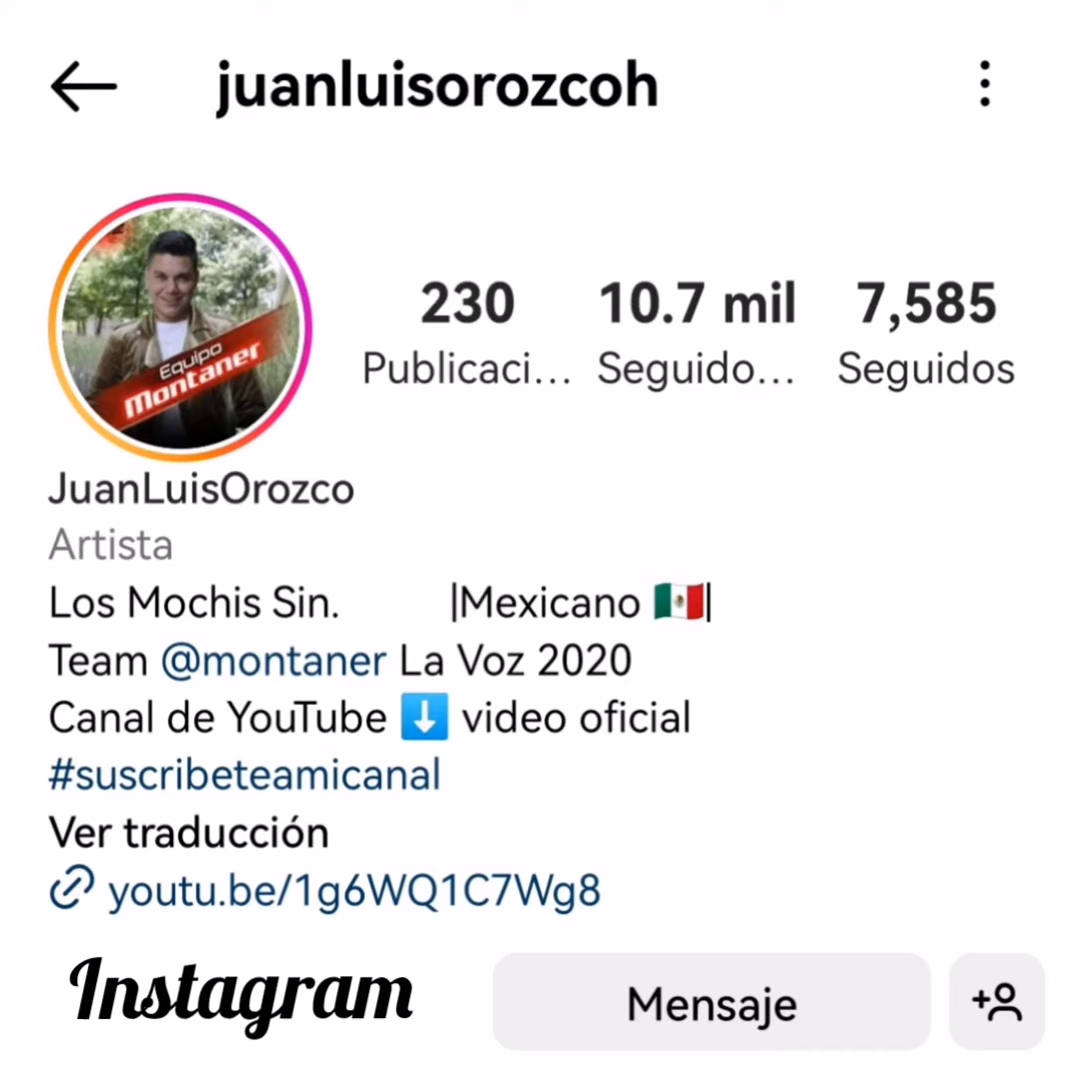 juanluisorozcoh
230 10.7 mil 7,585
Publicaci... Seguido... Seguidos
Equipo
Montaner
JuanLuisOrozco
Artista
Los Mochis Sin. |Mexicano 🇲🇽|
Team @montaner La Voz 2020
Canal de YouTube ⬇️ video oficial
#suscribeteamicanal
Ver traducción
youtu.be/1g6WQ1C7Wg8
Instagram Mensaje